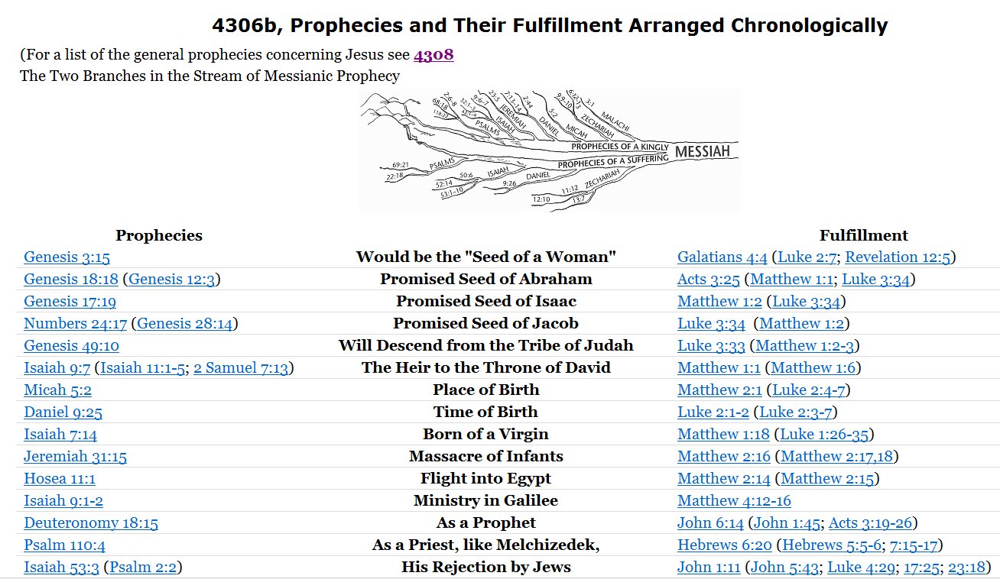 4306b, Prophecies and Their Fulfillment Arranged Chronologically
(For a list of the general prophecies concerning Jesus see 4308
The Two Branches in the Stream of Messianic Prophecy
68:18
2:6-8
32:1-3
9:6-7
23:5
7:13-14
2:44
5:2
9:9-10
3:1
PSALMS
ISAIAH
JEREMIAH
DANIEL
MICAH
ZECHARIAH
MALACHI
PROPHECIES OF A KINGLY
MESSIAH
PROPHECIES OF A SUFFERING
69:21
22:18
PSALMS
50:6
52:14
53:1-10
ISAIAH
9:26
DANIEL
11:12
12:10
13:7
ZECHARIAH
Prophecies Fulfillment
Genesis 3:15 Would be the "Seed of a Woman" Galatians 4:4 (Luke 2:7; Revelation 12:5)
Genesis 18:18 (Genesis 12:3) Promised Seed of Abraham Acts 3:25 (Matthew 1:1; Luke 3:34)
Genesis 17:19 Promised Seed of Isaac Matthew 1:2 (Luke 3:34)
Numbers 24:17 (Genesis 28:14) Promised Seed of Jacob Luke 3:34 (Matthew 1:2)
Genesis 49:10 Will Descend from the Tribe of Judah Luke 3:33 (Matthew 1:2-3)
Isaiah 9:7 (Isaiah 11:1-5; 2 Samuel 7:13) The Heir to the Throne of David Matthew 1:1 (Matthew 1:6)
Micah 5:2 Place of Birth Matthew 2:1 (Luke 2:4-7)
Daniel 9:25 Time of Birth Luke 2:1-2 (Luke 2:3-7)
Isaiah 7:14 Born of a Virgin Matthew 1:18 (Luke 1:26-35)
Jeremiah 31:15 Massacre of Infants Matthew 2:16 (Matthew 2:17,18)
Hosea 11:1 Flight into Egypt Matthew 2:14 (Matthew 2:15)
Isaiah 9:1-2 Ministry in Galilee Matthew 4:12-16
Deuteronomy 18:15 As a Prophet John 6:14 (John 1:45; Acts 3:19-26)
Psalm 110:4 As a Priest, like Melchizedek, Hebrews 6:20 (Hebrews 5:5-6; 7:15-17)
Isaiah 53:3 (Psalm 2:2) His Rejection by Jews John 1:11 (John 5:43; Luke 4:29; 17:25; 23:18)